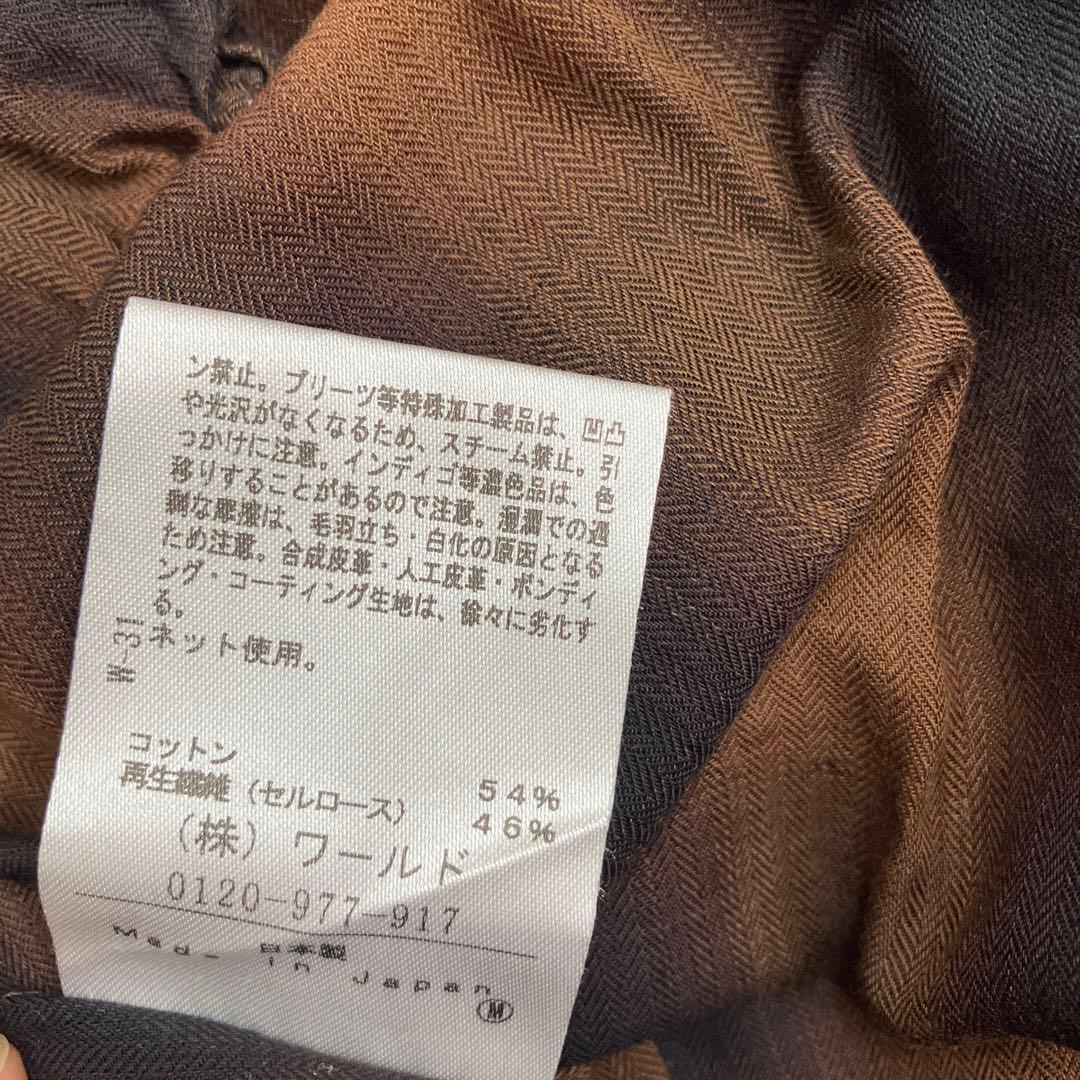 ン禁止。プリーツ等特殊加工製品は、凹凸
や光沢がなくなるため、スチーム禁止。引
っかけに注意。インディゴ等濃色品は、色
移りすることがあるので注意。湿潤での過
剰な摩擦は、毛羽立ち・白化の原因となる
ため注意。合成皮革・人工皮革・ボンディ
ング・コーティング生地は、徐々に劣化す
る。
ネット使用。
W-31
コットン 54%
再生繊維（セルロース） 46%
（株）ワールド
0120-977-917
日本製
Made in Japan
Ⓜ